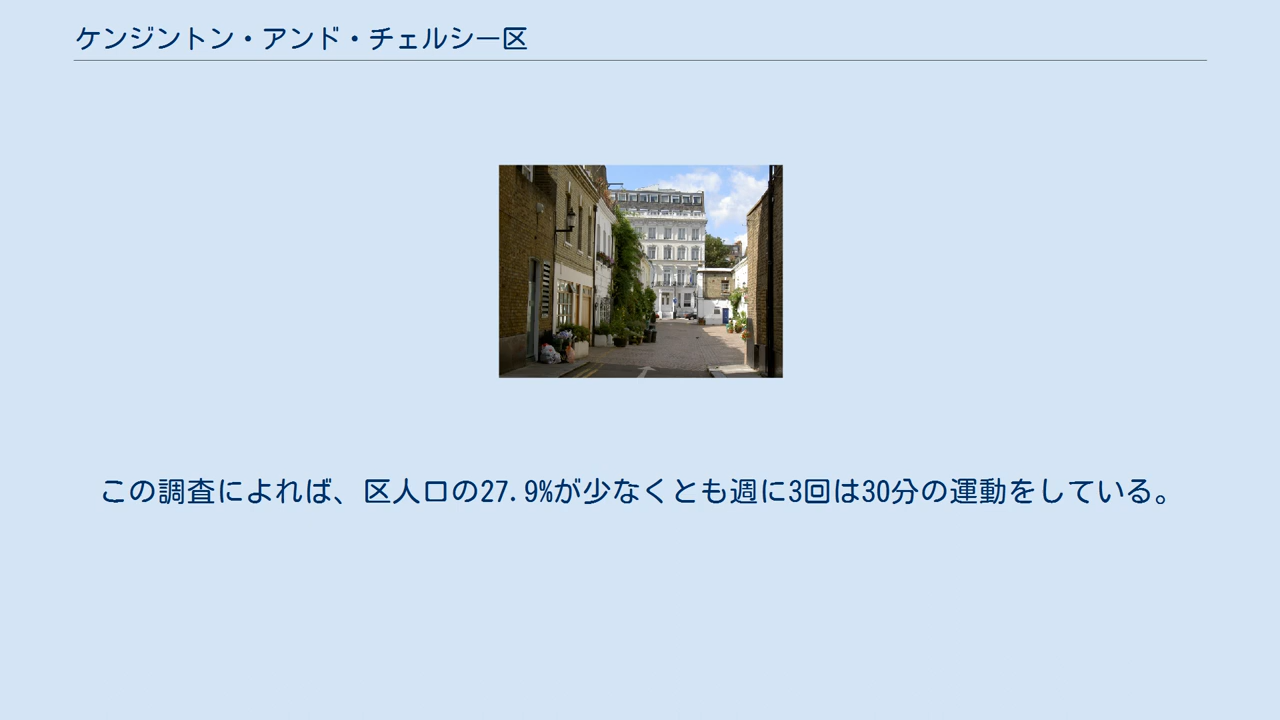 ケンジントン・アンド・チェルシー区
この調査によれば、区人口の27.9%が少なくとも週に3回は30分の運動をしている。